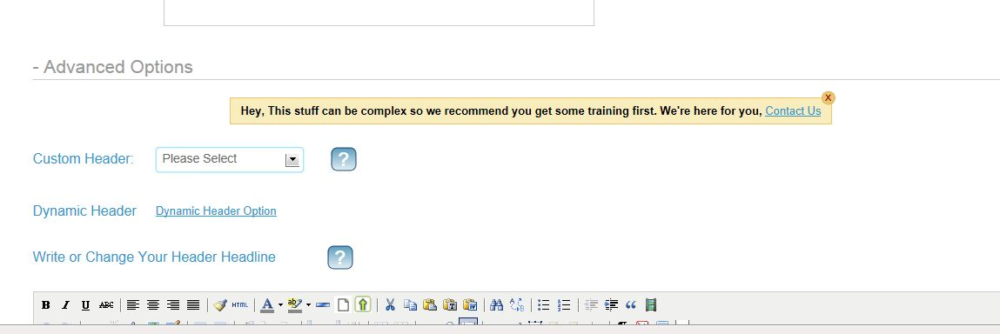 - Advanced Options
Hey, This stuff can be complex so we recommend you get some training first. We're here for you, Contact Us
X
Custom Header: Please Select ?
Dynamic Header Dynamic Header Option
Write or Change Your Header Headline ?
B I U ABC HTML A ab